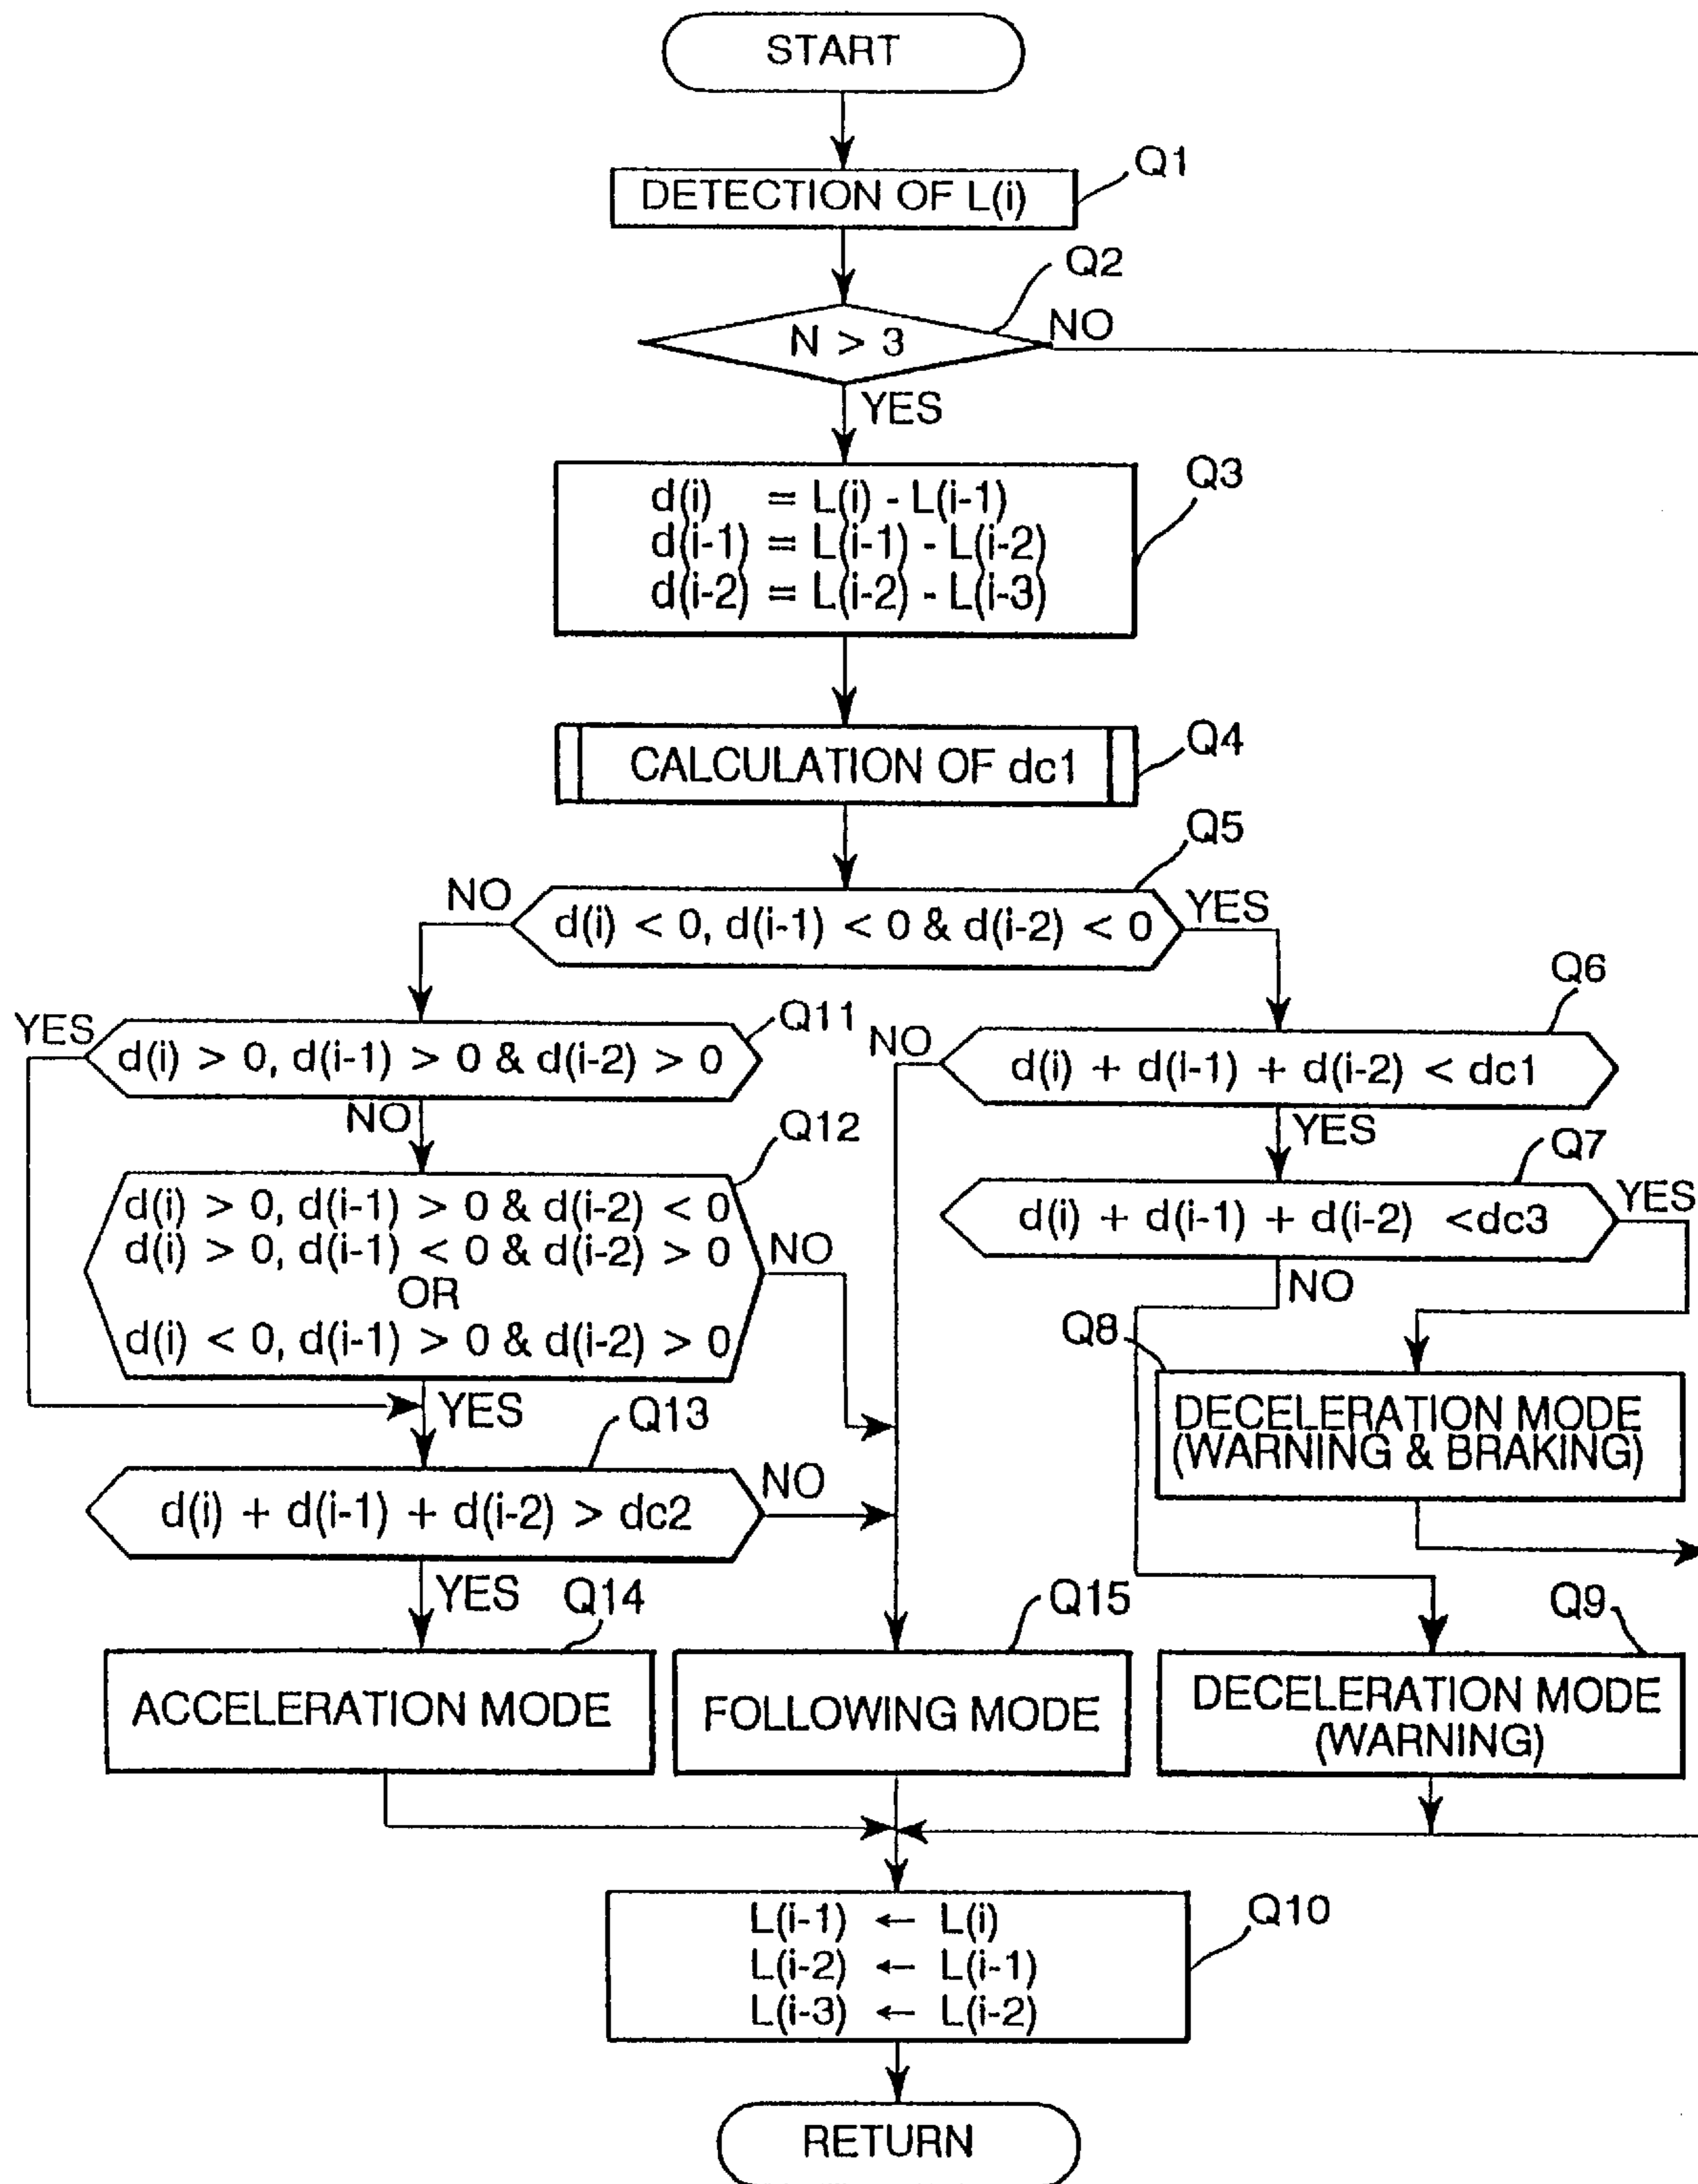 START
Q1
DETECTION OF L(i)
Q2
N > 3
NO
YES
Q3
d(i) = L(i) - L(i-1)
d(i-1) = L(i-1) - L(i-2)
d(i-2) = L(i-2) - L(i-3)
Q4
CALCULATION OF dc1
Q5
NO
d(i) < 0, d(i-1) < 0 & d(i-2) < 0
YES
Q6
Q11
YES
d(i) > 0, d(i-1) > 0 & d(i-2) > 0
NO
d(i) + d(i-1) + d(i-2) < dc1
NO
Q12
YES
Q7
d(i) > 0, d(i-1) > 0 & d(i-2) < 0
d(i) > 0, d(i-1) < 0 & d(i-2) > 0
OR
d(i) < 0, d(i-1) > 0 & d(i-2) > 0
NO
d(i) + d(i-1) + d(i-2) <dc3
YES
NO
Q8
YES
Q13
DECELERATION MODE
(WARNING & BRAKING)
d(i) + d(i-1) + d(i-2) > dc2
NO
YES
Q14
Q15
Q9
ACCELERATION MODE
FOLLOWING MODE
DECELERATION MODE
(WARNING)
Q10
L(i-1) ← L(i)
L(i-2) ← L(i-1)
L(i-3) ← L(i-2)
RETURN